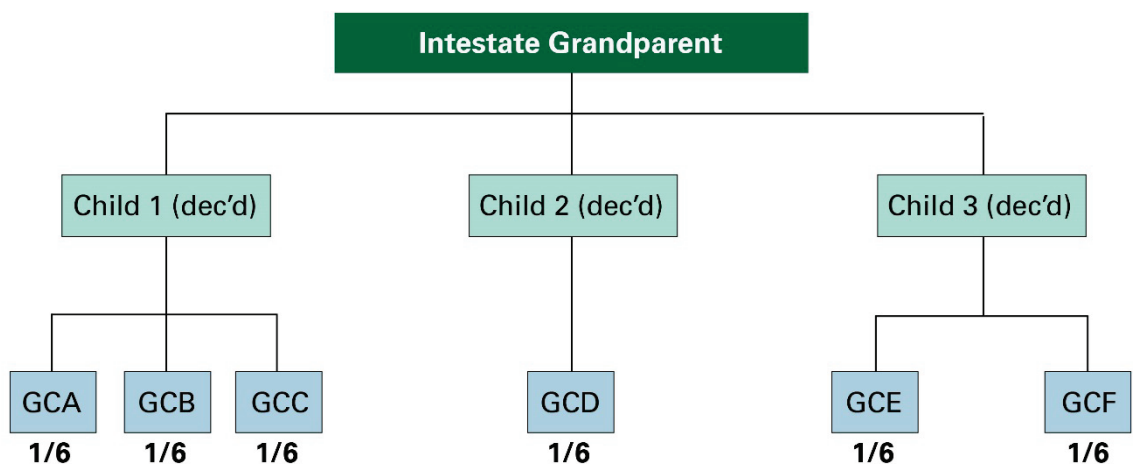 Intestate Grandparent
Child 1 (dec’d)
Child 2 (dec’d)
Child 3 (dec’d)
GCA
GCB
GCC
GCD
GCE
GCF
1/6
1/6
1/6
1/6
1/6
1/6